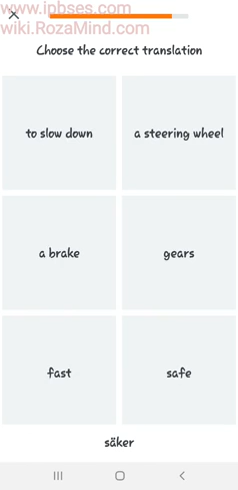 www.ipbses.com
wiki.RozaMind.com
Choose the correct translation
to slow down
a steering wheel
a brake
gears
fast
safe
säker